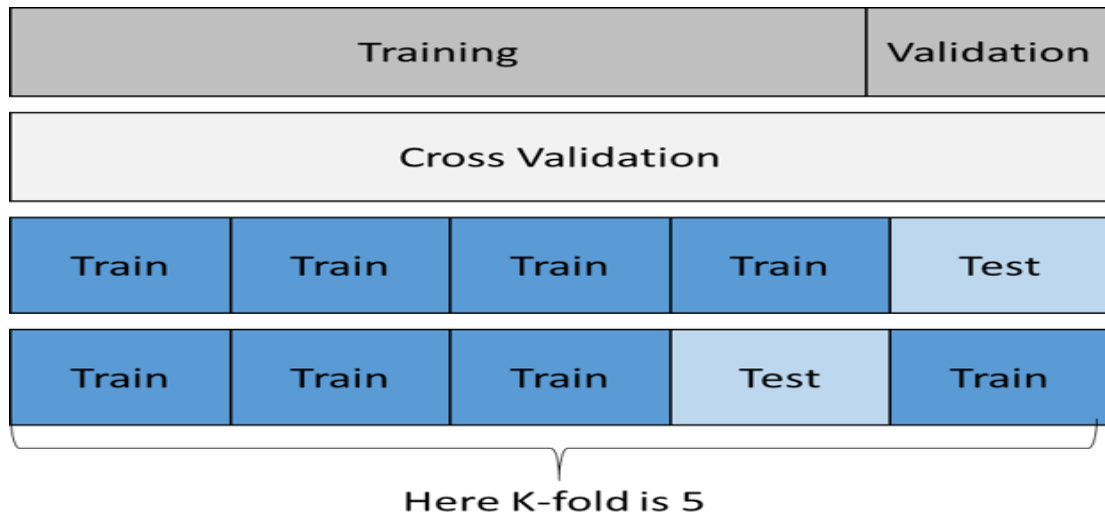 Training Validation
Cross Validation
Train Train Train Train Test
Train Train Train Test Train
Here K-fold is 5